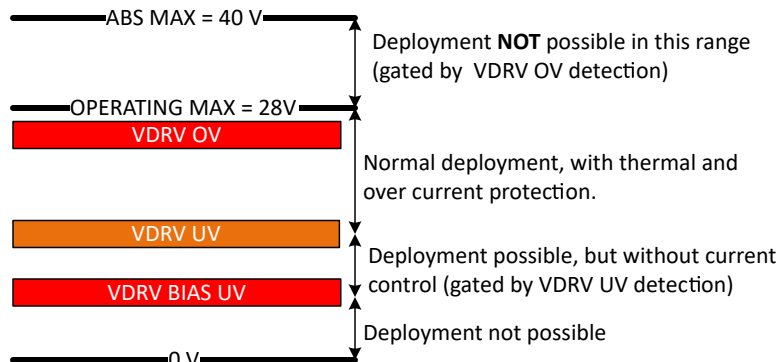 ABS MAX = 40 V
Deployment NOT possible in this range
(gated by VDRV OV detection)
OPERATING MAX = 28V
VDRV OV
Normal deployment, with thermal and
over current protection.
VDRV UV
Deployment possible, but without current
control (gated by VDRV UV detection)
VDRV BIAS UV
Deployment not possible
0 V